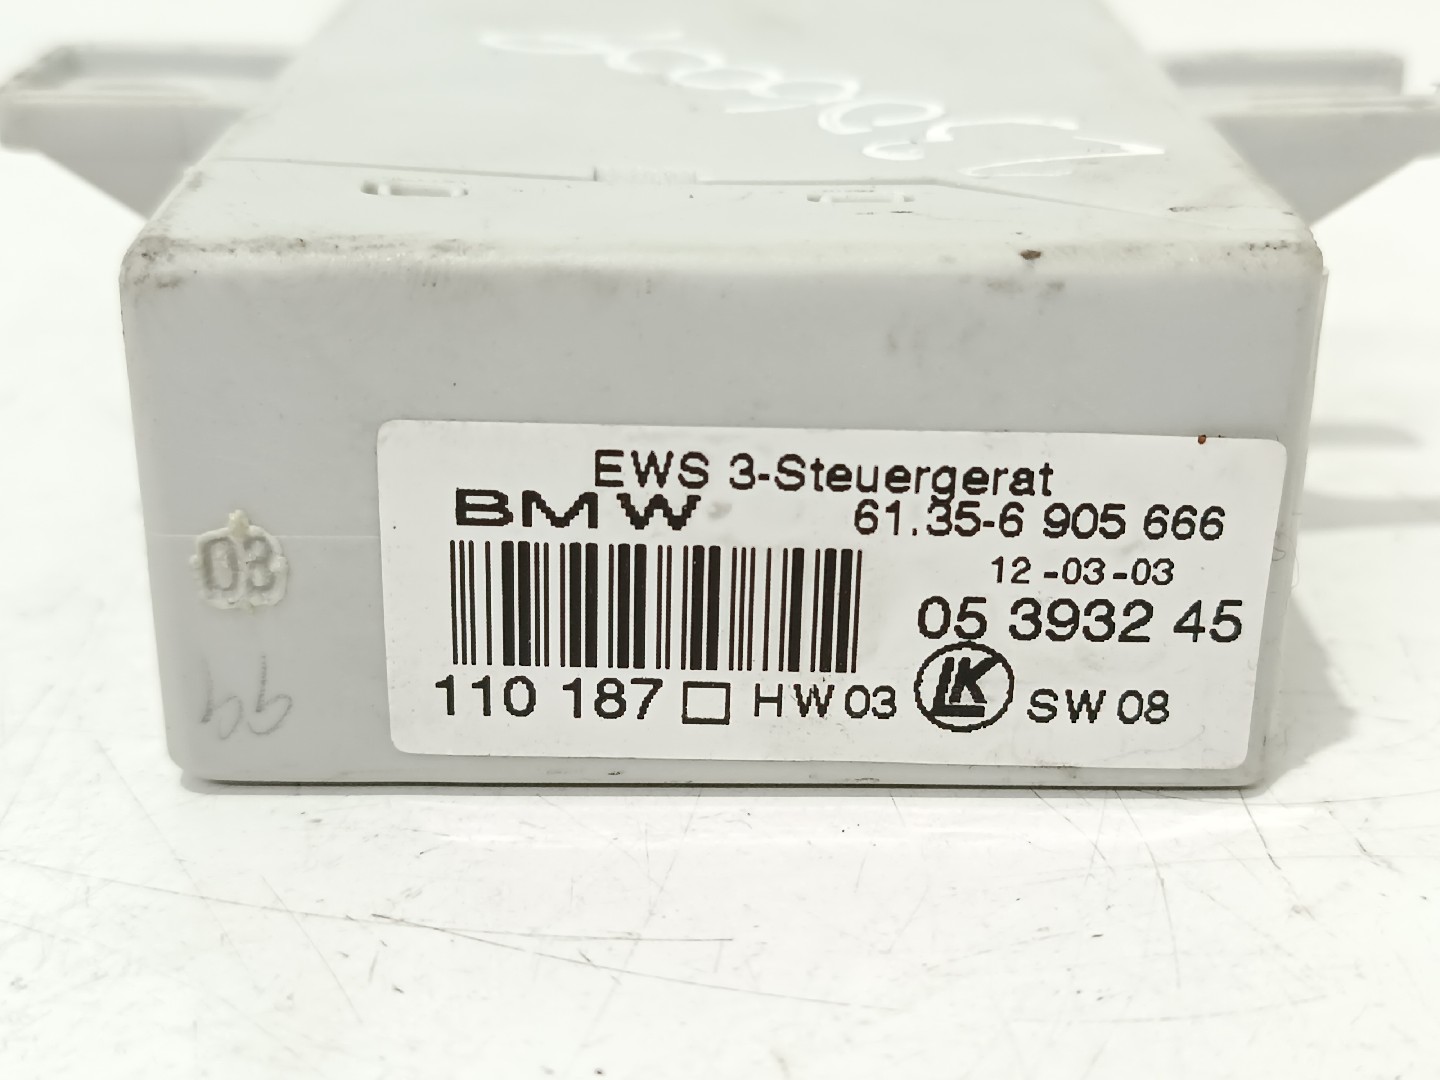 EWS 3-Steuergerat
BMW 61.35-6 905 666
12-03-03
05 3932 45
110 187 □ HW 03 LK SW 08
03